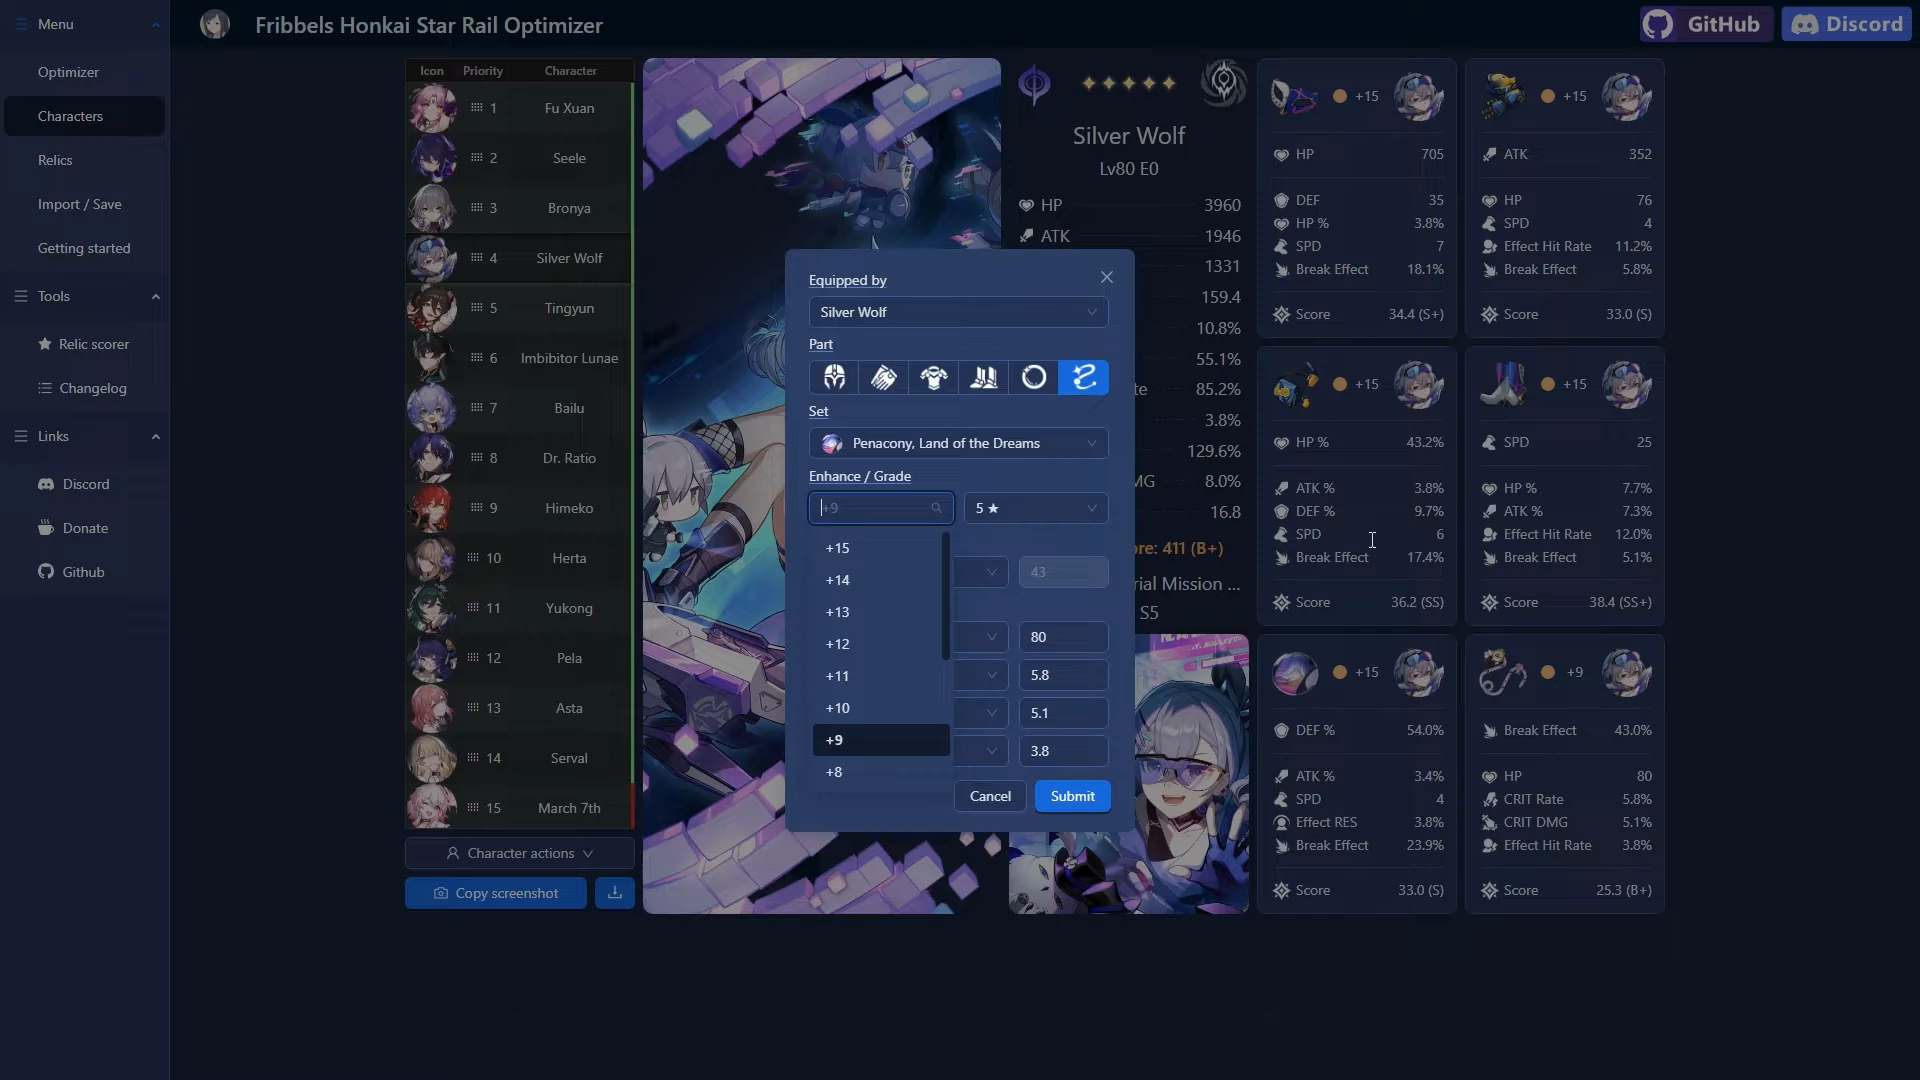 Menu
Fribbels Honkai Star Rail Optimizer
GitHub
Discord
Optimizer
Characters
Relics
Import / Save
Getting started
Tools
Relic scorer
Changelog
Links
Discord
Donate
Github
Icon Priority Character
1 Fu Xuan
2 Seele
3 Bronya
4 Silver Wolf
5 Tingyun
6 Imbibitor Lunae
7 Bailu
8 Dr. Ratio
9 Himeko
10 Herta
11 Yukong
12 Pela
13 Asta
14 Serval
15 March 7th
Character actions
Copy screenshot
Silver Wolf
Lv80 E0
HP 3960
ATK 1946
1331
159.4
10.8%
55.1%
te 85.2%
3.8%
129.6%
MG 8.0%
16.8
ore: 411 (B+)
rial Mission ...
S5
Equipped by
Silver Wolf
Part
Set
Penacony, Land of the Dreams
Enhance / Grade
+9
5 ★
+15
+14
+13
+12
+11
+10
+9
+8
43
80
5.8
5.1
3.8
Cancel
Submit
+15
HP 705
DEF 35
HP % 3.8%
SPD 7
Break Effect 18.1%
Score 34.4 (S+)
+15
ATK 352
HP 76
SPD 4
Effect Hit Rate 11.2%
Break Effect 5.8%
Score 33.0 (S)
+15
HP % 43.2%
ATK % 3.8%
DEF % 9.7%
SPD 6
Break Effect 17.4%
Score 36.2 (SS)
+15
SPD 25
HP % 7.7%
ATK % 7.3%
Effect Hit Rate 12.0%
Break Effect 5.1%
Score 38.4 (SS+)
+15
DEF % 54.0%
ATK % 3.4%
SPD 4
Effect RES 3.8%
Break Effect 23.9%
Score 33.0 (S)
+9
Break Effect 43.0%
HP 80
CRIT Rate 5.8%
CRIT DMG 5.1%
Effect Hit Rate 3.8%
Score 25.3 (B+)